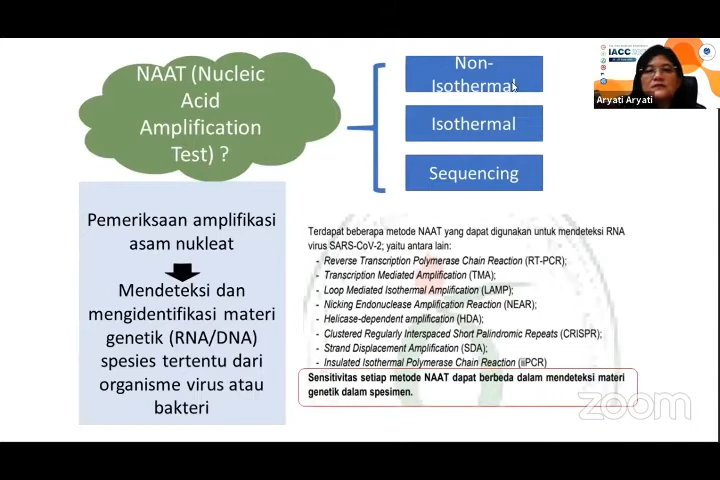 NAAT (Nucleic
Acid
Amplification
Test) ?
Non-
Isothermal
Isothermal
Sequencing
IACC
Aryati Aryati
Pemeriksaan amplifikasi
asam nukleat
Mendeteksi dan
mengidentifikasi materi
genetik (RNA/DNA)
spesies tertentu dari
organisme virus atau
bakteri
Terdapat beberapa metode NAAT yang dapat digunakan untuk mendeteksi RNA
virus SARS-CoV-2; yaitu antara lain:
- Reverse Transcription Polymerase Chain Reaction (RT-PCR);
- Transcription Mediated Amplification (TMA);
- Loop Mediated Isothermal Amplification (LAMP);
- Nicking Endonuclease Amplification Reaction (NEAR);
- Helicase-dependent amplification (HDA);
- Clustered Regularly Interspaced Short Palindromic Repeats (CRISPR);
- Strand Displacement Amplification (SDA);
- Insulated Isothermal Polymerase Chain Reaction (iiPCR)
Sensitivitas setiap metode NAAT dapat berbeda dalam mendeteksi materi
genetik dalam spesimen.
zoom